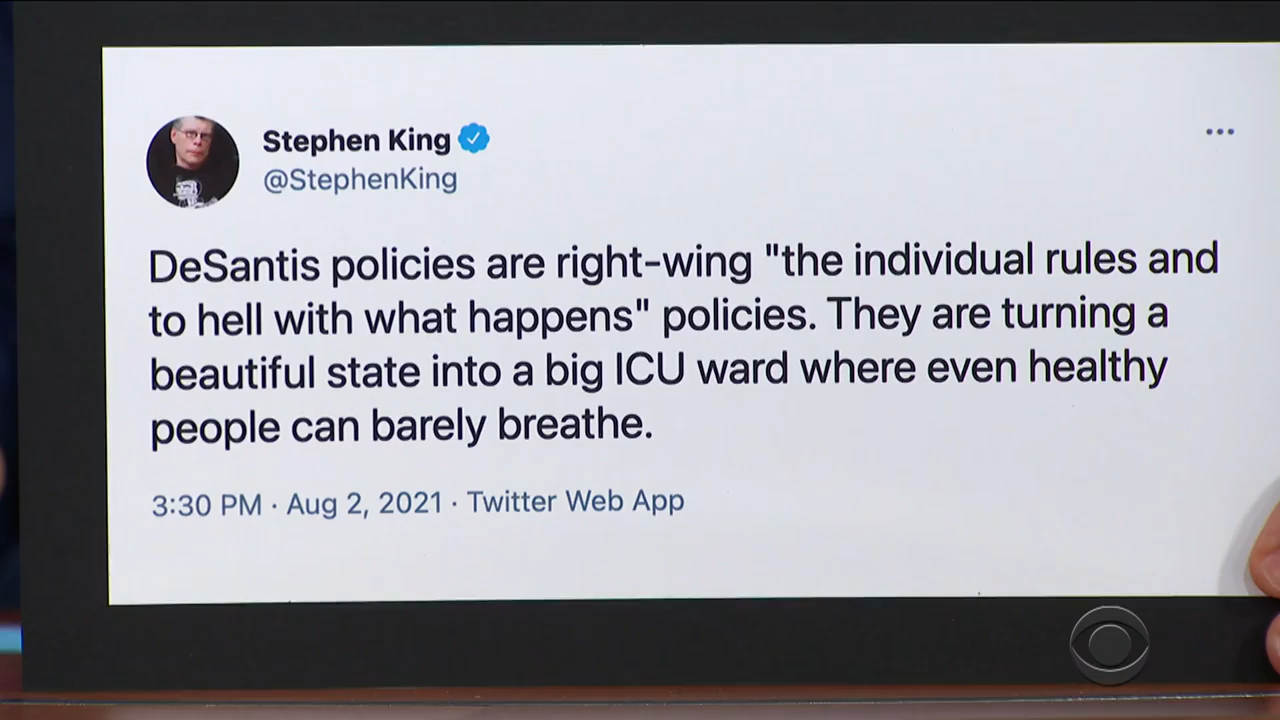 Stephen King
@StephenKing
DeSantis policies are right-wing "the individual rules and
to hell with what happens" policies. They are turning a
beautiful state into a big ICU ward where even healthy
people can barely breathe.
3:30 PM · Aug 2, 2021 · Twitter Web App